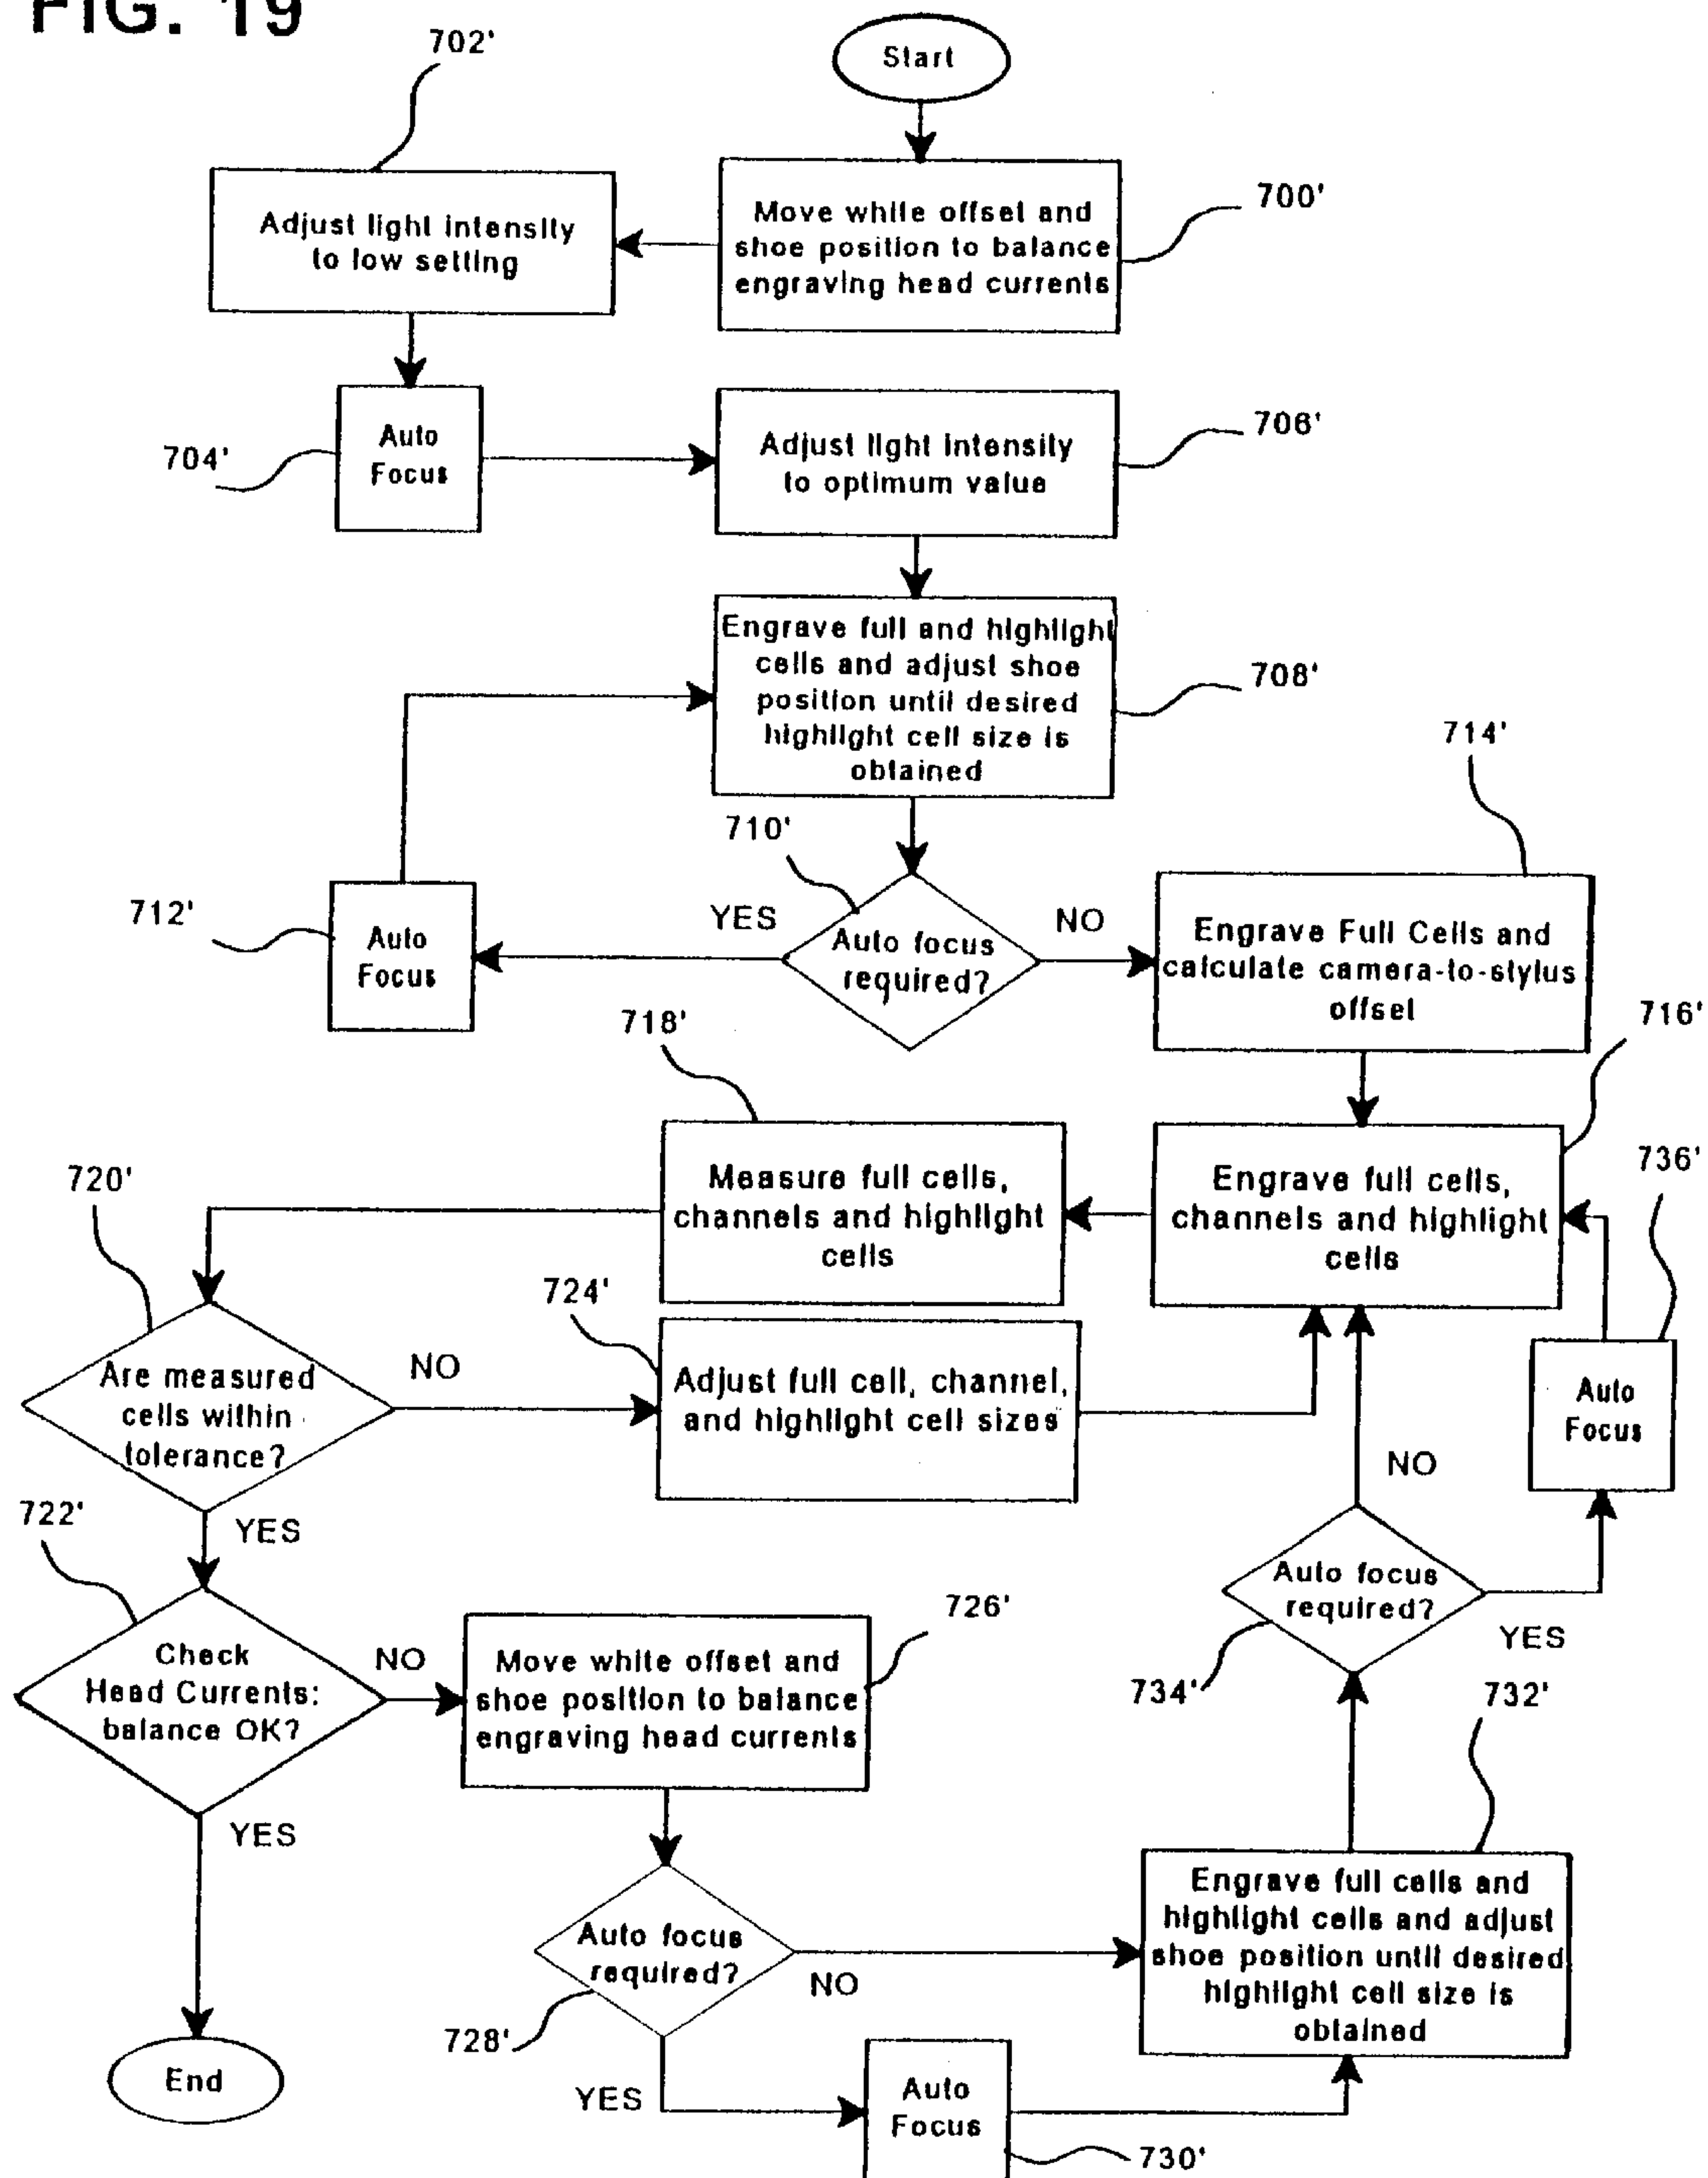 FIG. 19
702'
Start
Move white offset and
shoe position to balance
engraving head currents
700'
Adjust light intensity
to low setting
Auto
Focus
704'
Adjust light intensity
to optimum value
706'
Engrave full and highlight
cells and adjust shoe
position until desired
highlight cell size is
obtained
708'
710'
714'
712'
Auto
Focus
YES
Auto focus
required?
NO
Engrave Full Cells and
calculate camera-to-stylus
offset
718'
716'
Measure full cells,
channels and highlight
cells
Engrave full cells,
channels and highlight
cells
736'
720'
724'
Are measured
cells within
tolerance?
NO
Adjust full cell, channel,
and highlight cell sizes
Auto
Focus
NO
722'
YES
Auto focus
required?
YES
734'
732'
Check
Head Currents:
balance OK?
NO
Move white offset and
shoe position to balance
engraving head currents
726'
YES
Auto focus
required?
NO
728'
Engrave full cells and
highlight cells and adjust
shoe position until desired
highlight cell size is
obtained
End
YES
Auto
Focus
730'